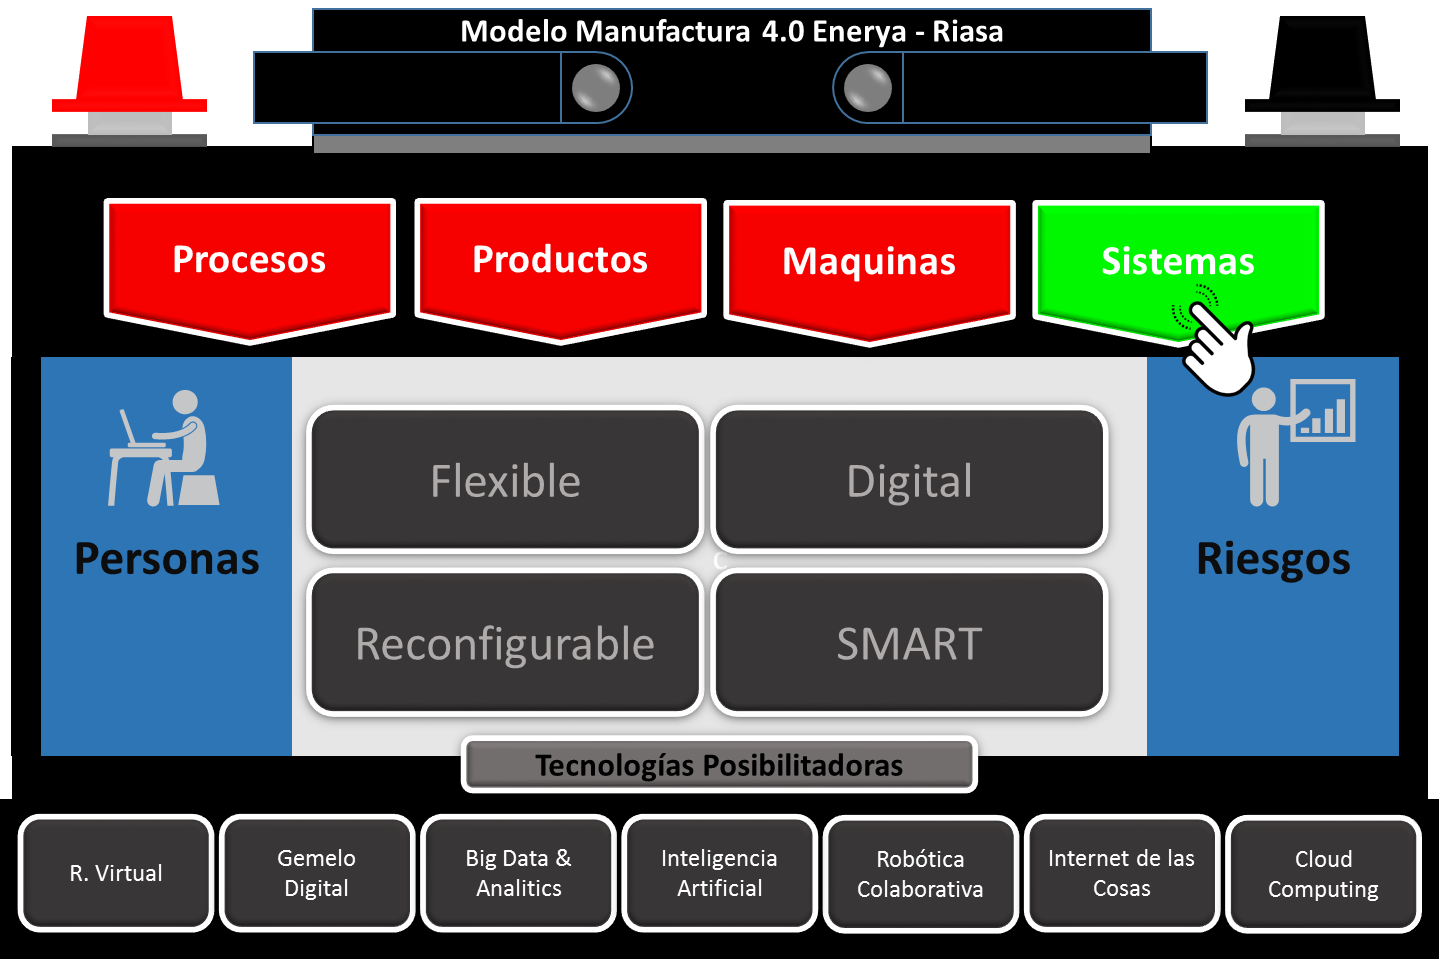 Modelo Manufactura 4.0 Enerya - Riasa
Procesos
Productos
Maquinas
Sistemas
Personas
Flexible
Digital
Riesgos
c
Reconfigurable
SMART
Tecnologías Posibilitadoras
R. Virtual
Gemelo
Digital
Big Data &
Analitics
Inteligencia
Artificial
Robótica
Colaborativa
Internet de las
Cosas
Cloud
Computing